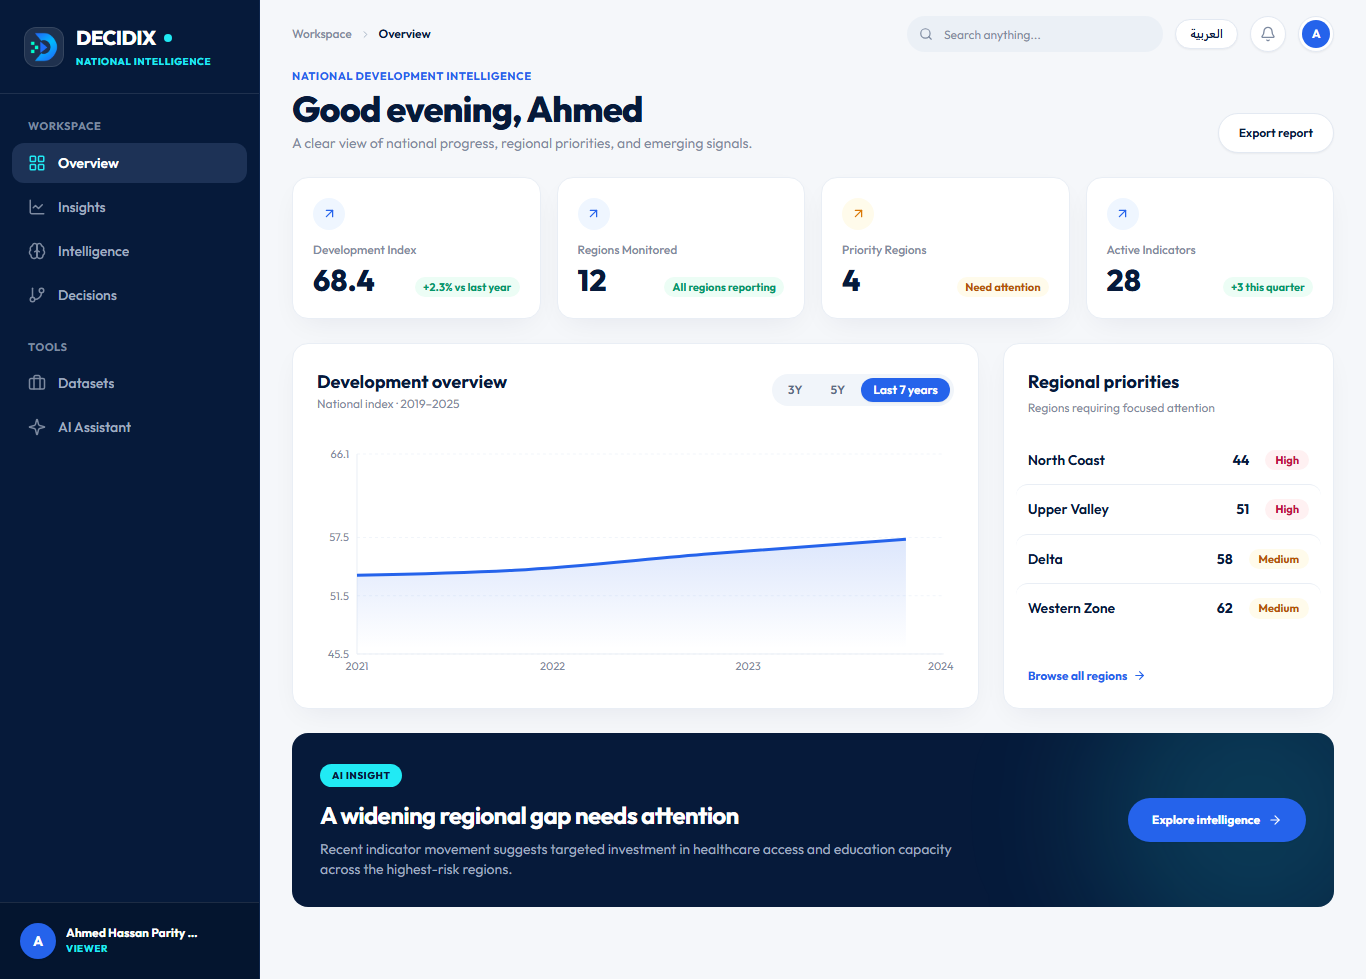 DECIDIX
NATIONAL INTELLIGENCE
WORKSPACE
Overview
Insights
Intelligence
Decisions
TOOLS
Datasets
AI Assistant
A
Ahmed Hassan Parity ...
VIEWER
Workspace > Overview
Search anything...
العربية
A
NATIONAL DEVELOPMENT INTELLIGENCE
Good evening, Ahmed
A clear view of national progress, regional priorities, and emerging signals.
Export report
Development Index
68.4
+2.3% vs last year
Regions Monitored
12
All regions reporting
Priority Regions
4
Need attention
Active Indicators
28
+3 this quarter
Development overview
National index · 2019–2025
3Y 5Y Last 7 years
66.1
57.5
51.5
45.5
2021 2022 2023 2024
Regional priorities
Regions requiring focused attention
North Coast 44 High
Upper Valley 51 High
Delta 58 Medium
Western Zone 62 Medium
Browse all regions →
AI INSIGHT
A widening regional gap needs attention
Recent indicator movement suggests targeted investment in healthcare access and education capacity
across the highest-risk regions.
Explore intelligence →